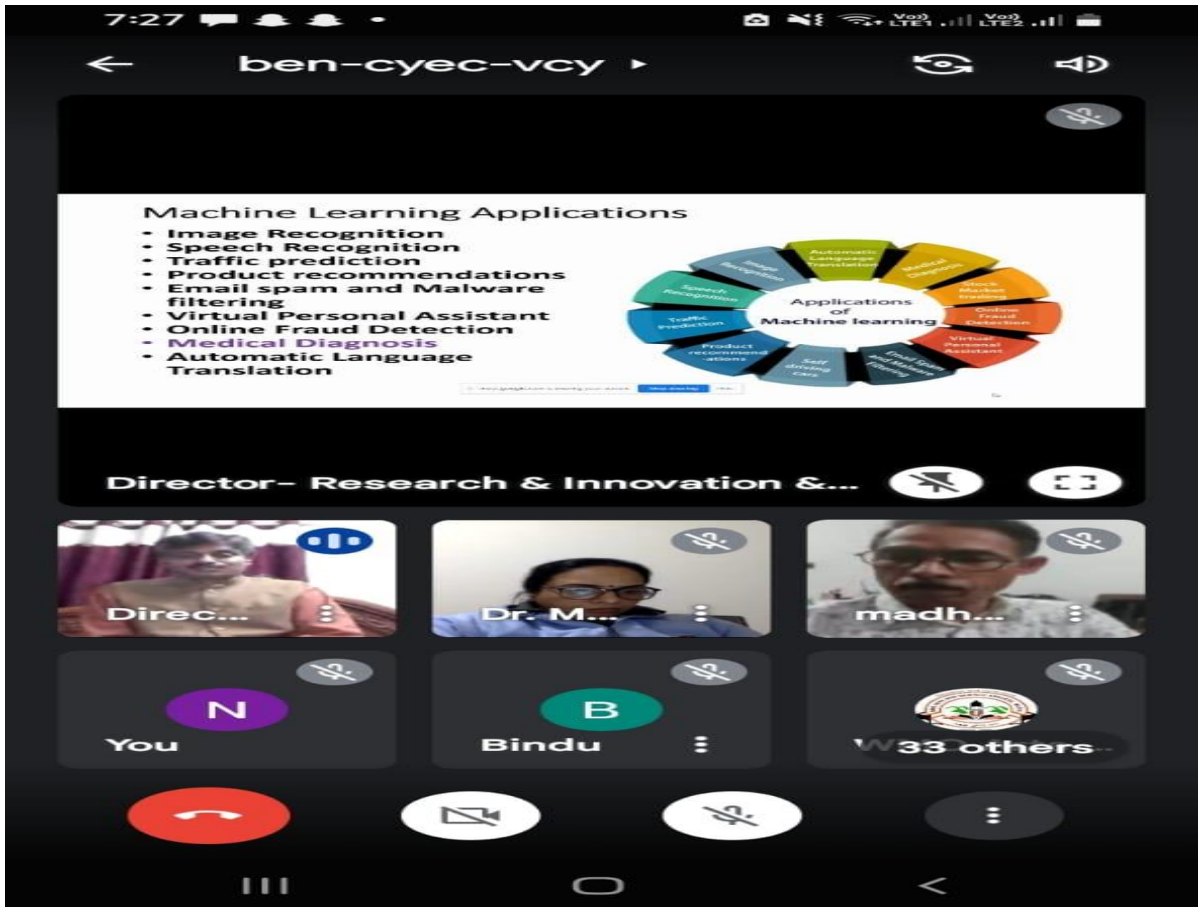 7:27
Vo)) LTE1 Vo)) LTE2
ben-cyec-vcy
Machine Learning Applications
• Image Recognition
• Speech Recognition
• Traffic prediction
• Product recommendations
• Email spam and Malware
filtering
• Virtual Personal Assistant
• Online Fraud Detection
• Medical Diagnosis
• Automatic Language
Translation
Automatic
Language
Translation
Medical
Diagnosis
Stock
Market
trading
Online
Fraud
Detection
Virtual
Personal
Assistant
Email Spam
and Malware
Filtering
Self
driving
cars
Product
recommend
-ations
Traffic
Prediction
Speech
Recognition
Image
Recognition
Applications
of
Machine learning
Director- Research & Innovation &...
Direc...
Dr. M...
madh...
N
You
B
Bindu
33 others